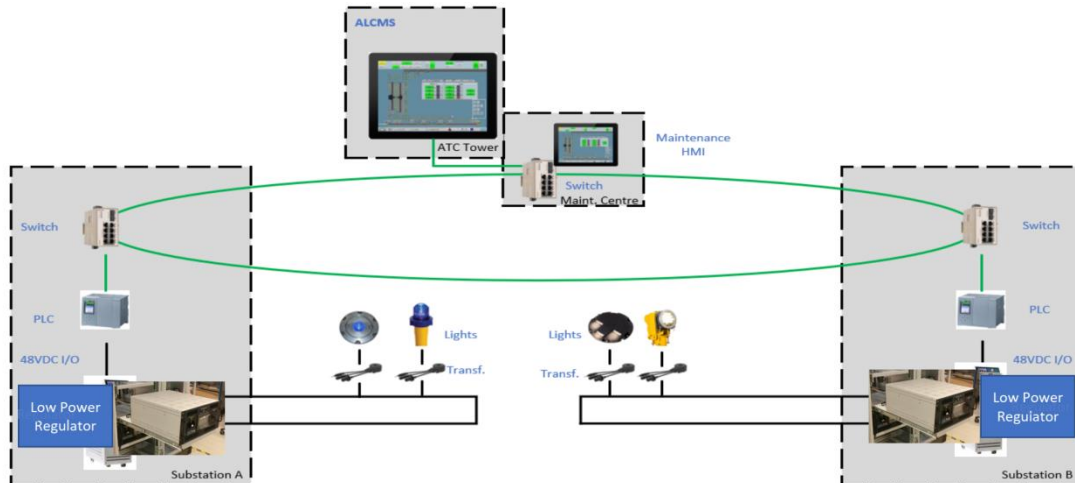 ALCMS
ATC Tower
Maintenance
HMI
Switch
Maint. Centre
Switch
Switch
PLC
PLC
Lights
Lights
48VDC I/O
Transf.
Transf.
48VDC I/O
Low Power
Regulator
Low Power
Regulator
Substation A
Substation B